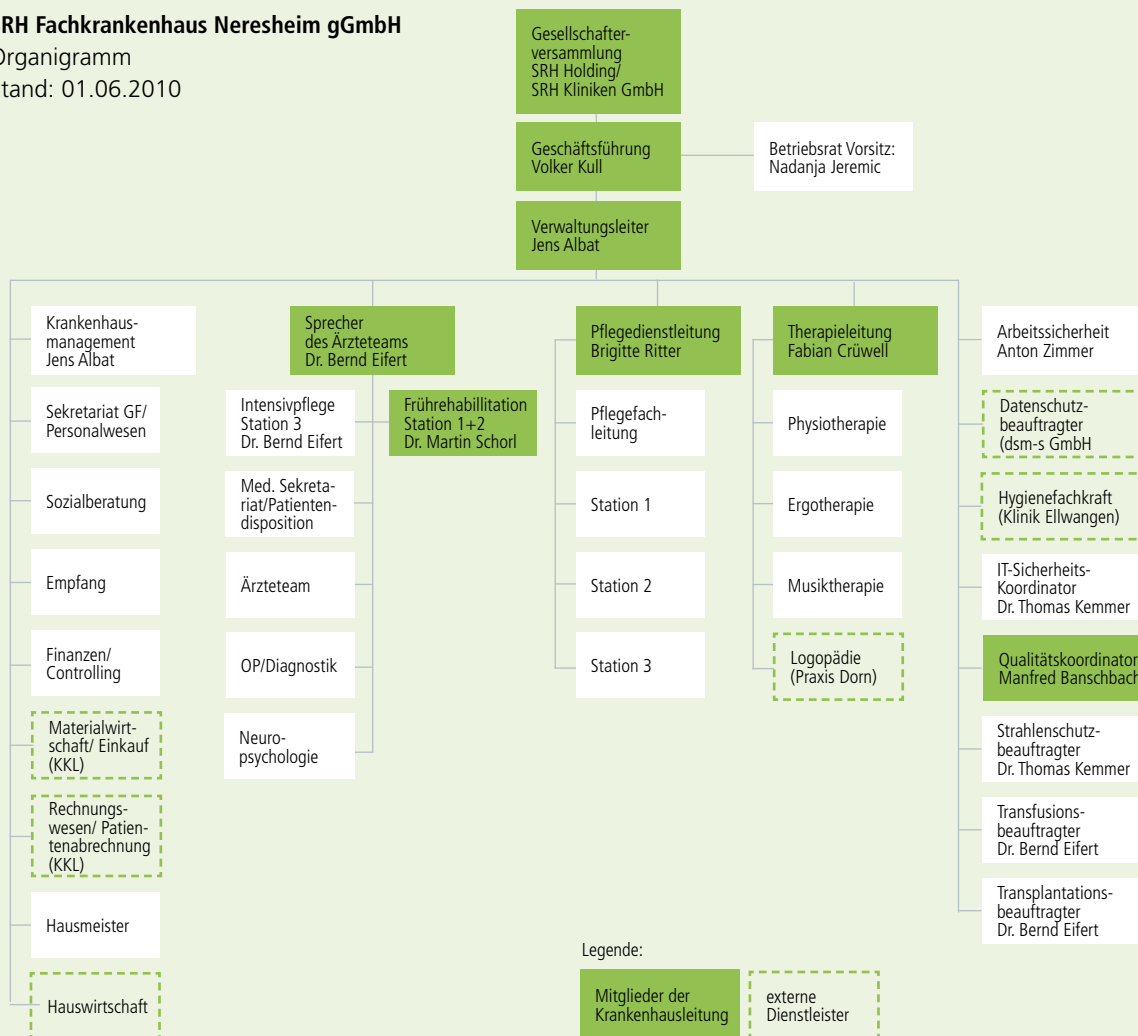 RH Fachkrankenhaus Neresheim gGmbH
Organigramm
tand: 01.06.2010
Gesellschafter-
versammlung
SRH Holding/
SRH Kliniken GmbH
Geschäftsführung
Volker Kull
Betriebsrat Vorsitz:
Nadanja Jeremic
Verwaltungsleiter
Jens Albat
Krankenhaus-
management
Jens Albat
Sekretariat GF/
Personalwesen
Sozialberatung
Empfang
Finanzen/
Controlling
Materialwirt-
schaft/ Einkauf
(KKL)
Rechnungs-
wesen/ Patien-
tenabrechnung
(KKL)
Hausmeister
Hauswirtschaft
Sprecher
des Ärzteteams
Dr. Bernd Eifert
Intensivpflege
Station 3
Dr. Bernd Eifert
Frührehabillitation
Station 1+2
Dr. Martin Schorl
Med. Sekreta-
riat/Patienten-
disposition
Ärzteteam
OP/Diagnostik
Neuro-
psychologie
Pflegedienstleitung
Brigitte Ritter
Pflegefach-
leitung
Station 1
Station 2
Station 3
Therapieleitung
Fabian Crüwell
Physiotherapie
Ergotherapie
Musiktherapie
Logopädie
(Praxis Dorn)
Arbeitssicherheit
Anton Zimmer
Datenschutz-
beauftragter
(dsm-s GmbH
Hygienefachkraft
(Klinik Ellwangen)
IT-Sicherheits-
Koordinator
Dr. Thomas Kemmer
Qualitätskoordinator
Manfred Banschbach
Strahlenschutz-
beauftragter
Dr. Thomas Kemmer
Transfusions-
beauftragter
Dr. Bernd Eifert
Transplantations-
beauftragter
Dr. Bernd Eifert
Legende:
Mitglieder der
Krankenhausleitung
externe
Dienstleister